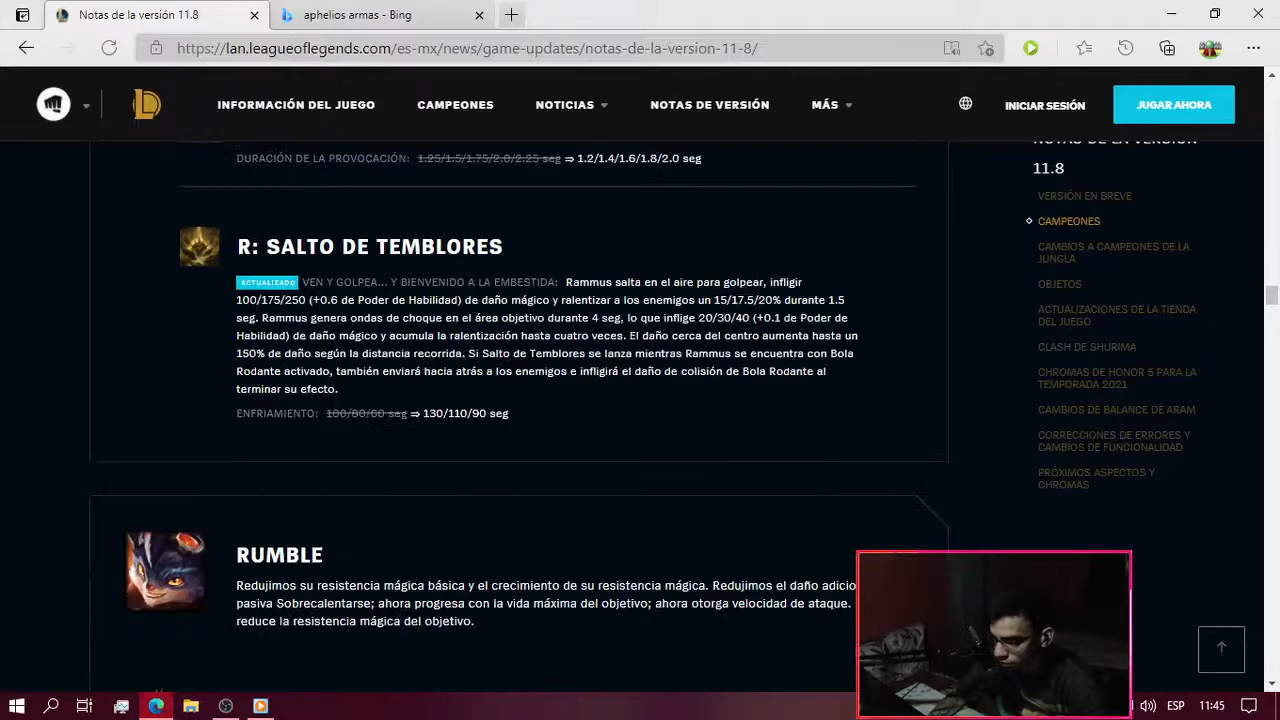 Notas de la versión 11.8
aphelios armas - Bing
https://lan.leagueoflegends.com/es-mx/news/game-updates/notas-de-la-version-11-8/
INFORMACIÓN DEL JUEGO
CAMPEONES
NOTICIAS
NOTAS DE VERSIÓN
MÁS
INICIAR SESIÓN
JUGAR AHORA
DURACIÓN DE LA PROVOCACIÓN: 1.25/1.5/1.75/2.0/2.25 seg ⇒ 1.2/1.4/1.6/1.8/2.0 seg
R: SALTO DE TEMBLORES
ACTUALIZADO VEN Y GOLPEA... Y BIENVENIDO A LA EMBESTIDA: Rammus salta en el aire para golpear, infligir
100/175/250 (+0.6 de Poder de Habilidad) de daño mágico y ralentizar a los enemigos un 15/17.5/20% durante 1.5
seg. Rammus genera ondas de choque en el área objetivo durante 4 seg, lo que inflige 20/30/40 (+0.1 de Poder de
Habilidad) de daño mágico y acumula la ralentización hasta cuatro veces. El daño cerca del centro aumenta hasta un
150% de daño según la distancia recorrida. Si Salto de Temblores se lanza mientras Rammus se encuentra con Bola
Rodante activado, también enviará hacia atrás a los enemigos e infligirá el daño de colisión de Bola Rodante al
terminar su efecto.
ENFRIAMIENTO: 100/80/60 seg ⇒ 130/110/90 seg
RUMBLE
Redujimos su resistencia mágica básica y el crecimiento de su resistencia mágica. Redujimos el daño adicio
pasiva Sobrecalentarse; ahora progresa con la vida máxima del objetivo; ahora otorga velocidad de ataque.
reduce la resistencia mágica del objetivo.
NOTAS DE LA VERSIÓN
11.8
VERSIÓN EN BREVE
CAMPEONES
CAMBIOS A CAMPEONES DE LA
JUNGLA
OBJETOS
ACTUALIZACIONES DE LA TIENDA
DEL JUEGO
CLASH DE SHURIMA
CHROMAS DE HONOR 5 PARA LA
TEMPORADA 2021
CAMBIOS DE BALANCE DE ARAM
CORRECCIONES DE ERRORES Y
CAMBIOS DE FUNCIONALIDAD
PRÓXIMOS ASPECTOS Y
CHROMAS
ESP
11:45